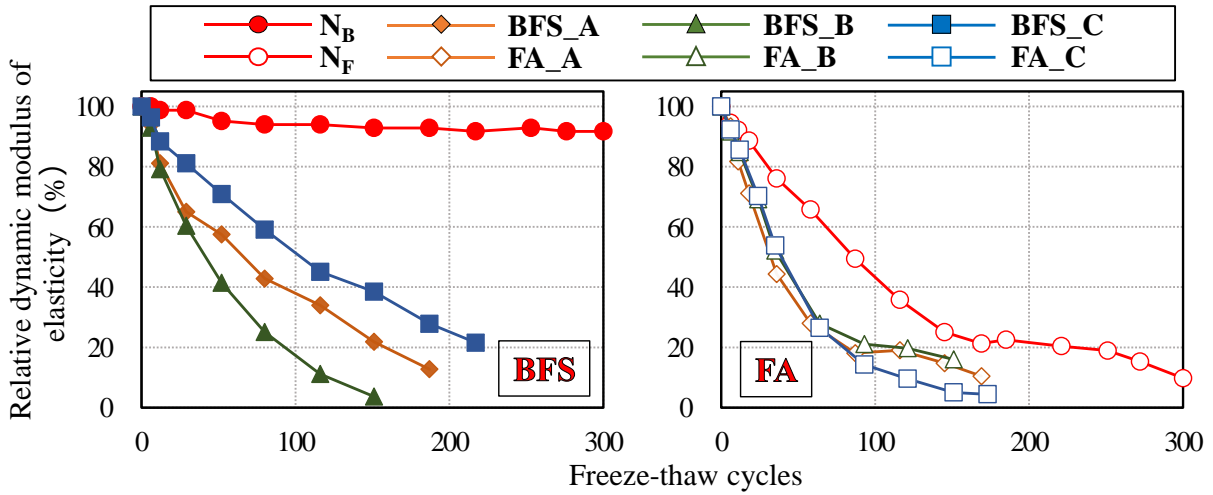 N_B BFS_A BFS_B BFS_C
N_F FA_A FA_B FA_C
Relative dynamic modulus of
elasticity (%)
100
80
60
40
20
0
BFS
0 100 200 300
100
80
60
40
20
0
FA
0 100 200 300
Freeze-thaw cycles